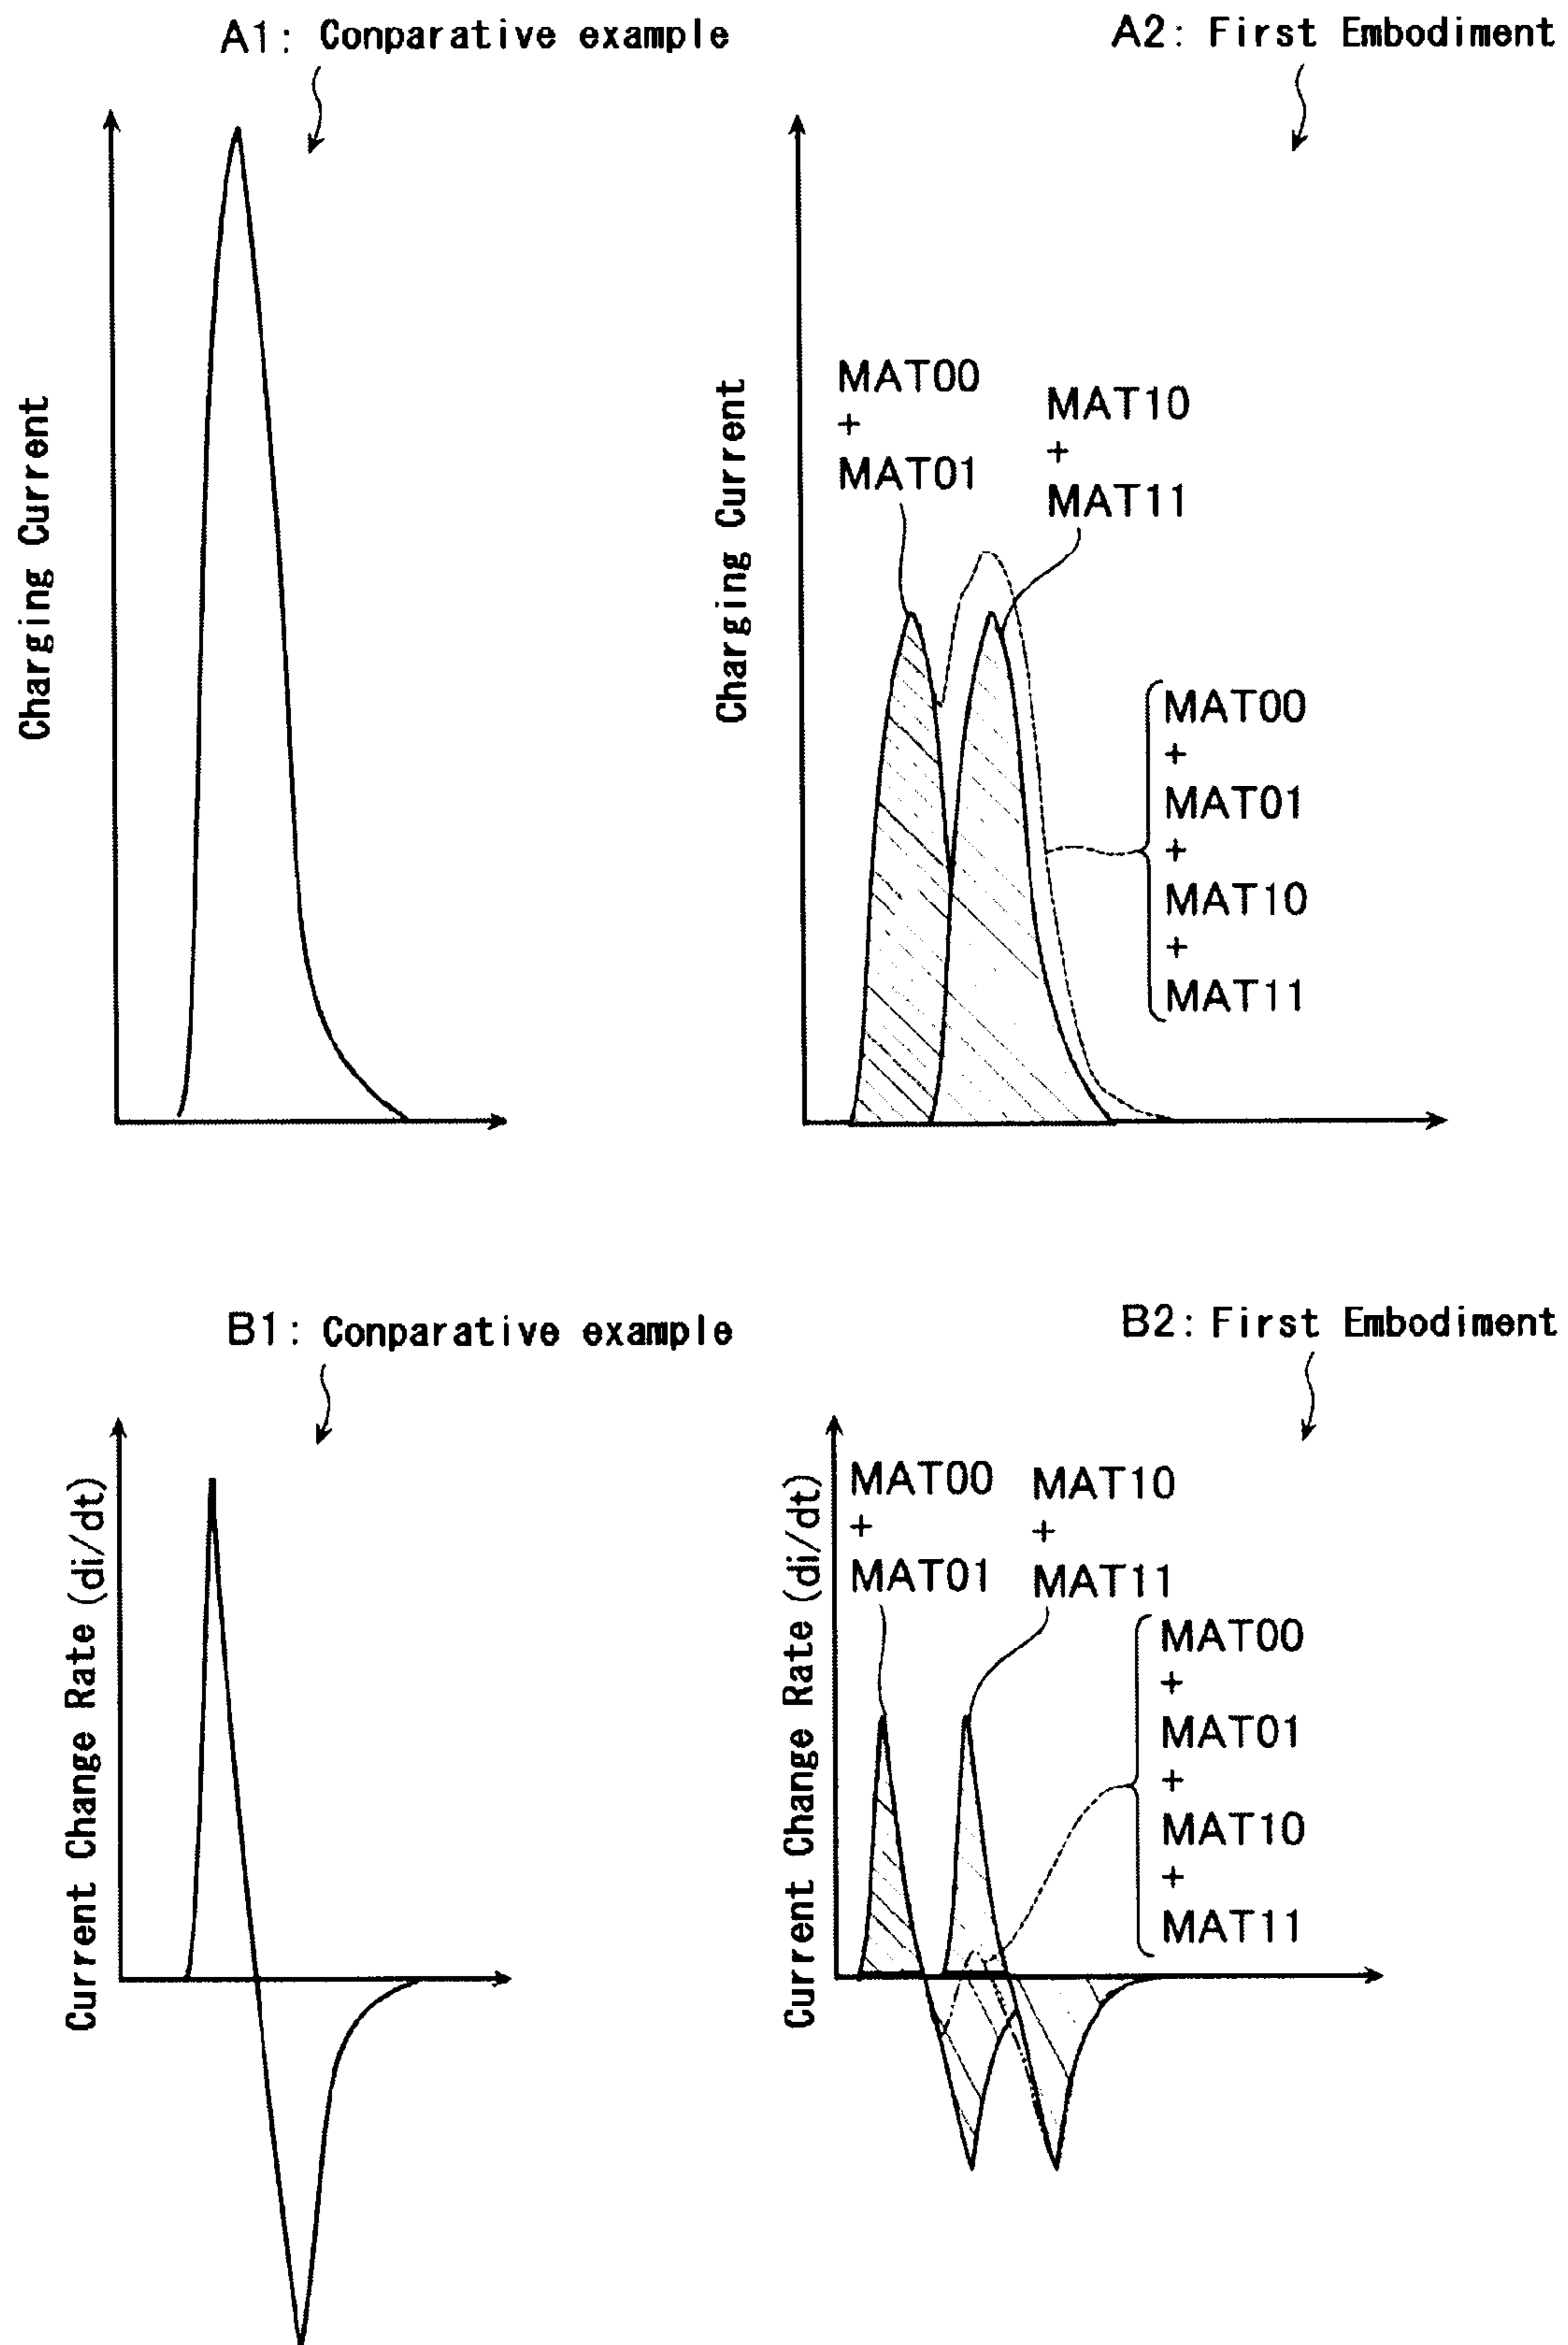 A1: Conparative example
A2: First Embodiment
Charging Current
Charging Current
MAT00
+
MAT01
MAT10
+
MAT11
MAT00
+
MAT01
+
MAT10
+
MAT11
B1: Conparative example
B2: First Embodiment
Current Change Rate (di/dt)
Current Change Rate (di/dt)
MAT00
+
MAT01
MAT10
+
MAT11
MAT00
+
MAT01
+
MAT10
+
MAT11